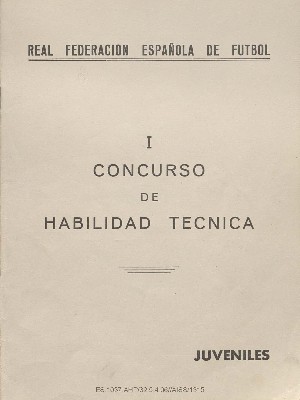 REAL FEDERACION ESPAÑOLA DE FUTBOL
I
CONCURSO
DE
HABILIDAD TECNICA
JUVENILES